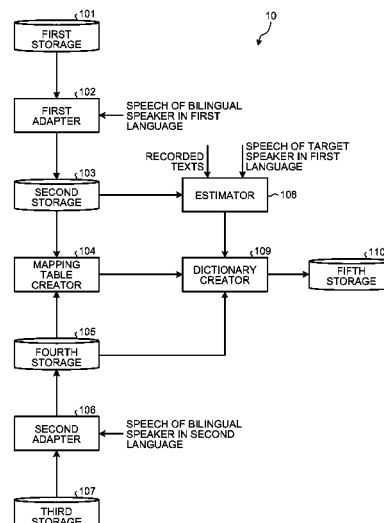 101
10
FIRST
STORAGE
102
FIRST
ADAPTER
SPEECH OF BILINGUAL
SPEAKER IN FIRST
LANGUAGE
SPEECH OF TARGET
SPEAKER IN FIRST
LANGUAGE
RECORDED
TEXTS
103
SECOND
STORAGE
ESTIMATOR
108
104
MAPPING
TABLE
CREATOR
109
DICTIONARY
CREATOR
110
FIFTH
STORAGE
105
FOURTH
STORAGE
106
SECOND
ADAPTER
SPEECH OF BILINGUAL
SPEAKER IN SECOND
LANGUAGE
107
THIRD
STORAGE